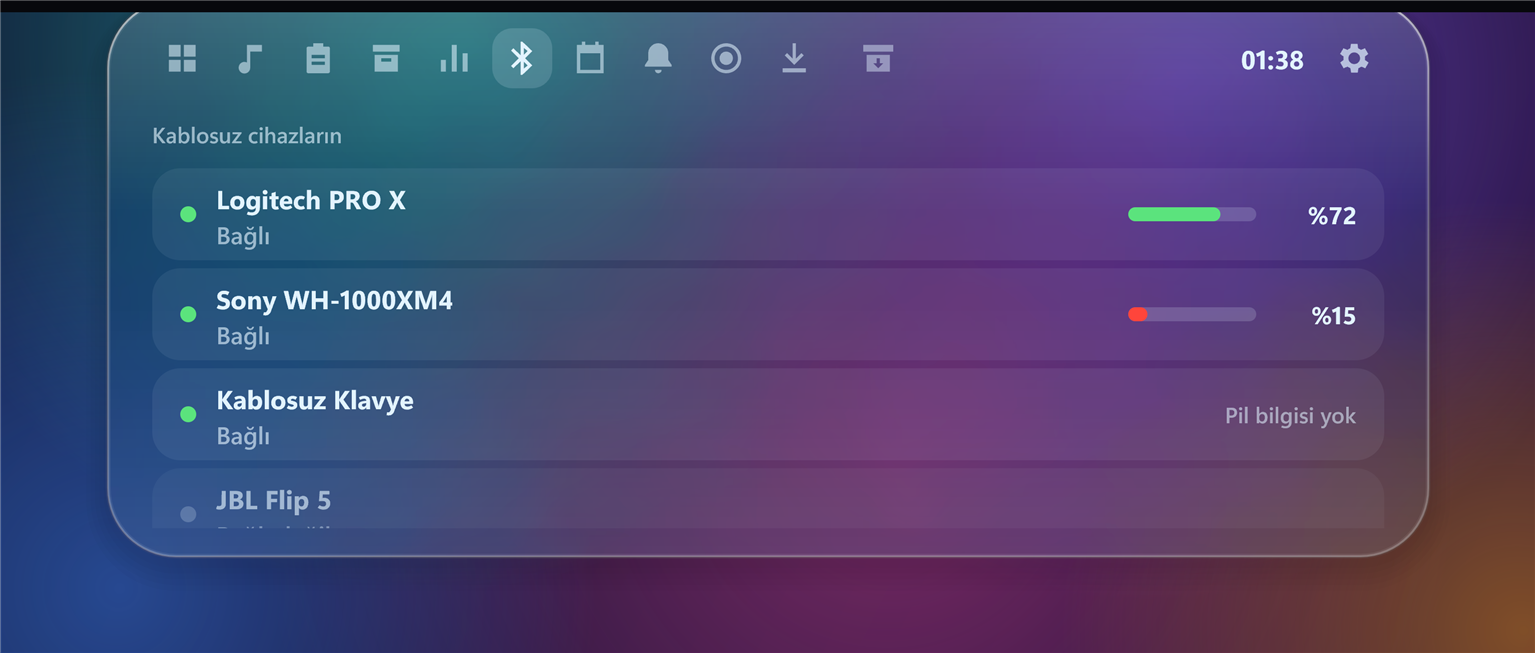 01:38
Kablosuz cihazların
Logitech PRO X
Bağlı
%72
Sony WH-1000XM4
Bağlı
%15
Kablosuz Klavye
Bağlı
Pil bilgisi yok
JBL Flip 5